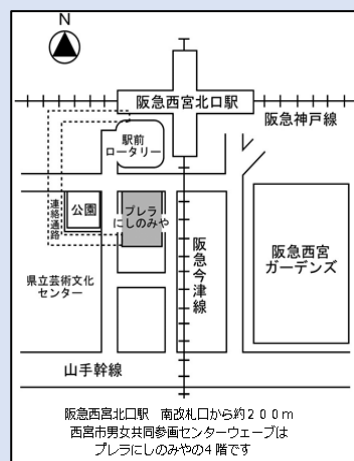 N
阪急西宮北口駅
阪急神戸線
駅前
ロータリー
連絡通路
公園
プレラ
にしのみや
阪急今津線
阪急西宮
ガーデンズ
県立芸術文化
センター
山手幹線
阪急西宮北口駅　南改札口から約200m
西宮市男女共同参画センターウェーブは
プレラにしのみやの4階です